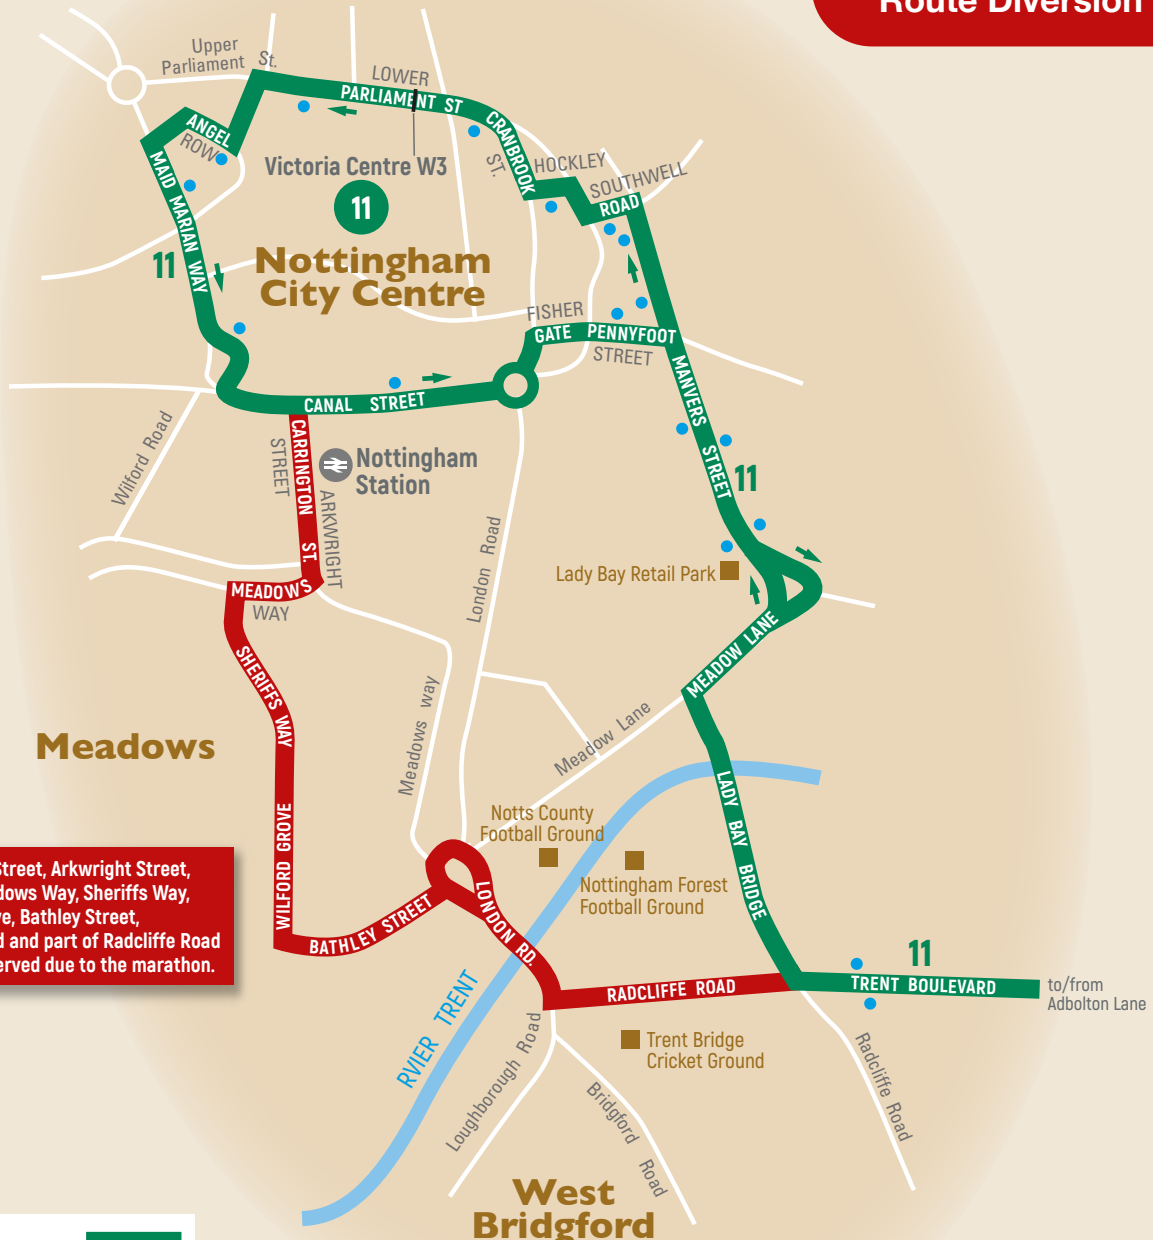 Route Diversion
Upper
Parliament St.
LOWER
PARLIAMENT ST
CRANBROOK
ST.
ANGEL
ROW
Victoria Centre W3
11
HOCKLEY
SOUTHWELL
ROAD
MAID MARIAN WAY
11
Nottingham
City Centre
FISHER
GATE PENNYFOOT
STREET
CANAL STREET
MANVERS STREET
11
CARRINGTON ST.
STREET
ARKWRIGHT
Nottingham
Station
Wilford Road
London Road
Lady Bay Retail Park
MEADOWS
WAY
MEADOW LANE
SHERIFFS WAY
Meadows way
Meadow Lane
Meadows
LADY BAY BRIDGE
Notts County
Football Ground
Nottingham Forest
Football Ground
WILFORD GROVE
Street, Arkwright Street,
dows Way, Sheriffs Way,
ve, Bathley Street,
d and part of Radcliffe Road
erved due to the marathon.
BATHLEY STREET
LONDON RD.
11
RADCLIFFE ROAD
TRENT BOULEVARD
to/from
Adbolton Lane
RVIER TRENT
Trent Bridge
Cricket Ground
Loughborough Road
Bridgford Road
Radcliffe Road
West
Bridgford